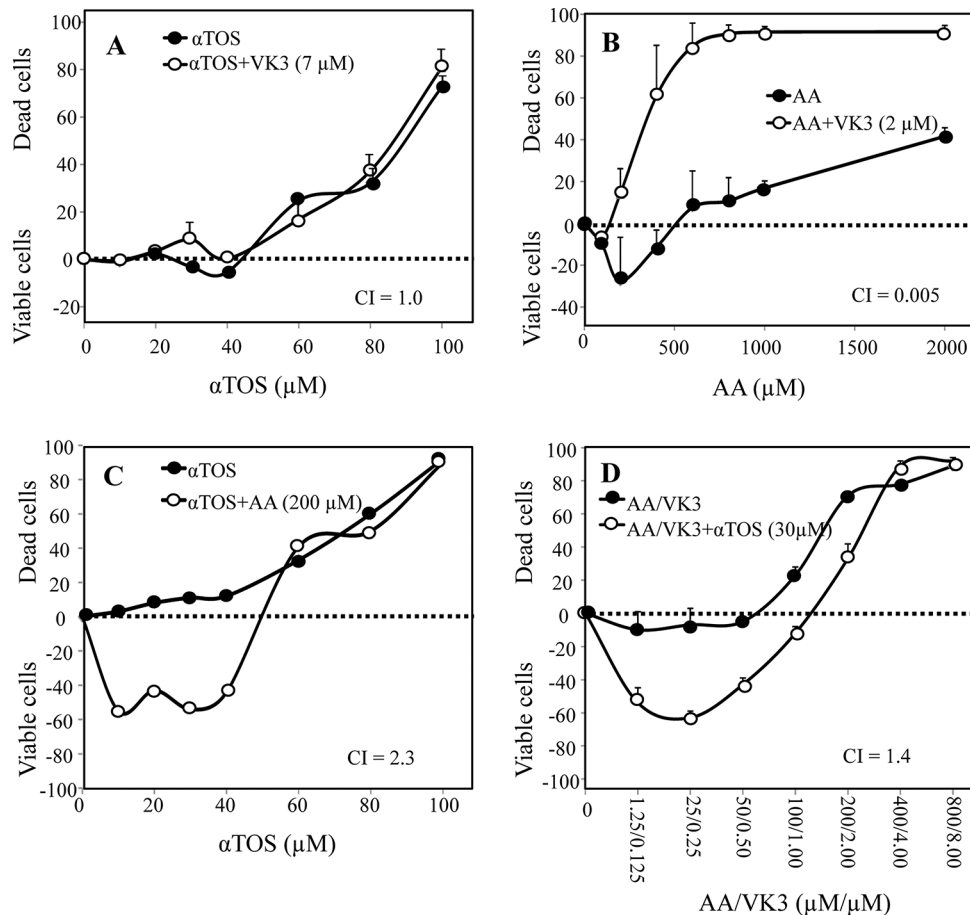 A
αTOS
αTOS+VK3 (7 μM)
Dead cells
Viable cells
100
80
60
40
20
0
-20
CI = 1.0
0 20 40 60 80 100
αTOS (μM)
B
AA
AA+VK3 (2 μM)
Dead cells
Viable cells
100
80
60
40
20
0
-20
-40
CI = 0.005
0 500 1000 1500 2000
AA (μM)
C
αTOS
αTOS+AA (200 μM)
Dead cells
Viable cells
100
80
60
40
20
0
-20
-40
-60
-80
-100
CI = 2.3
0 20 40 60 80 100
αTOS (μM)
D
AA/VK3
AA/VK3+αTOS (30μM)
Dead cells
Viable cells
100
80
60
40
20
0
-20
-40
-60
-80
-100
CI = 1.4
0
1.25/0.125
25/0.25
50/0.50
100/1.00
200/2.00
400/4.00
800/8.00
AA/VK3 (μM/μM)